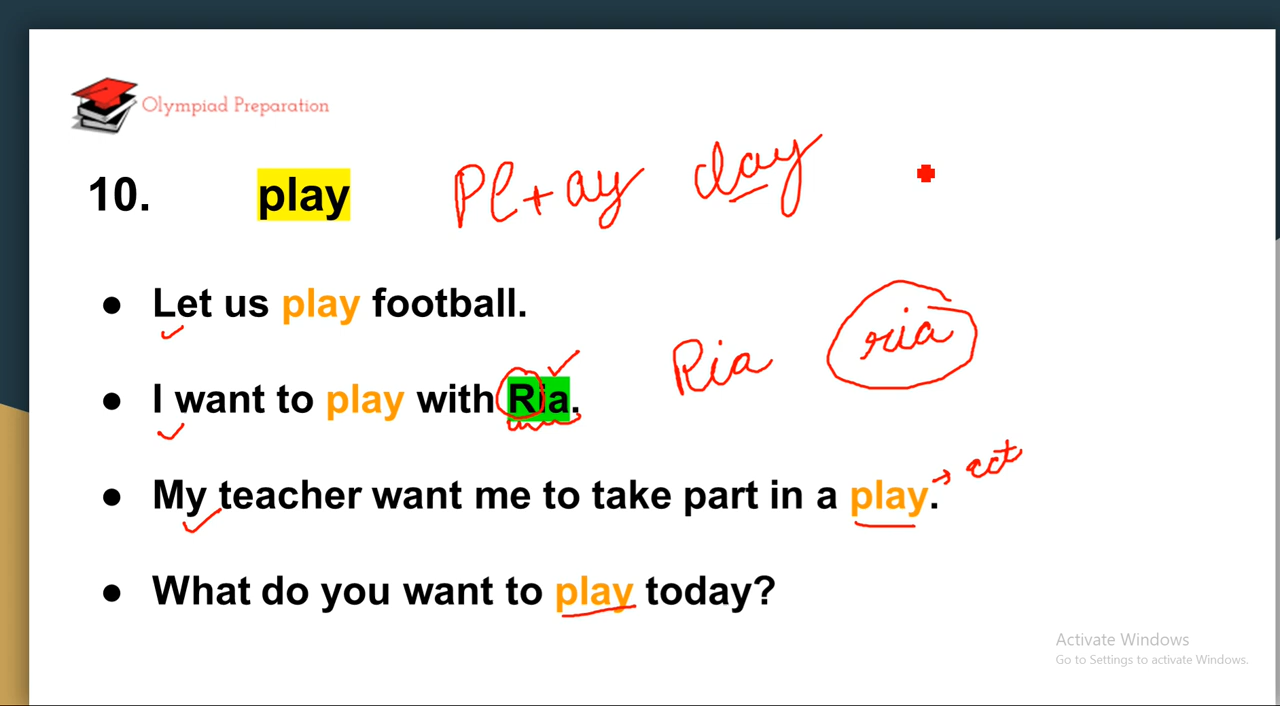 Olympiad Preparation
10. play Pl+ay day
● Let us play football.
● I want to play with Ria. Ria ria
● My teacher want me to take part in a play. → act
● What do you want to play today?
Activate Windows
Go to Settings to activate Windows.